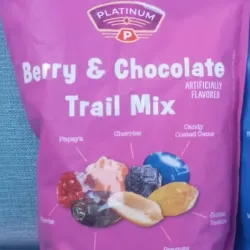 PLATINUM
P
Berry & Chocolate
ARTIFICIALLY
FLAVORED
Trail Mix
Papaya
Cherries
Candy
Coated Gems